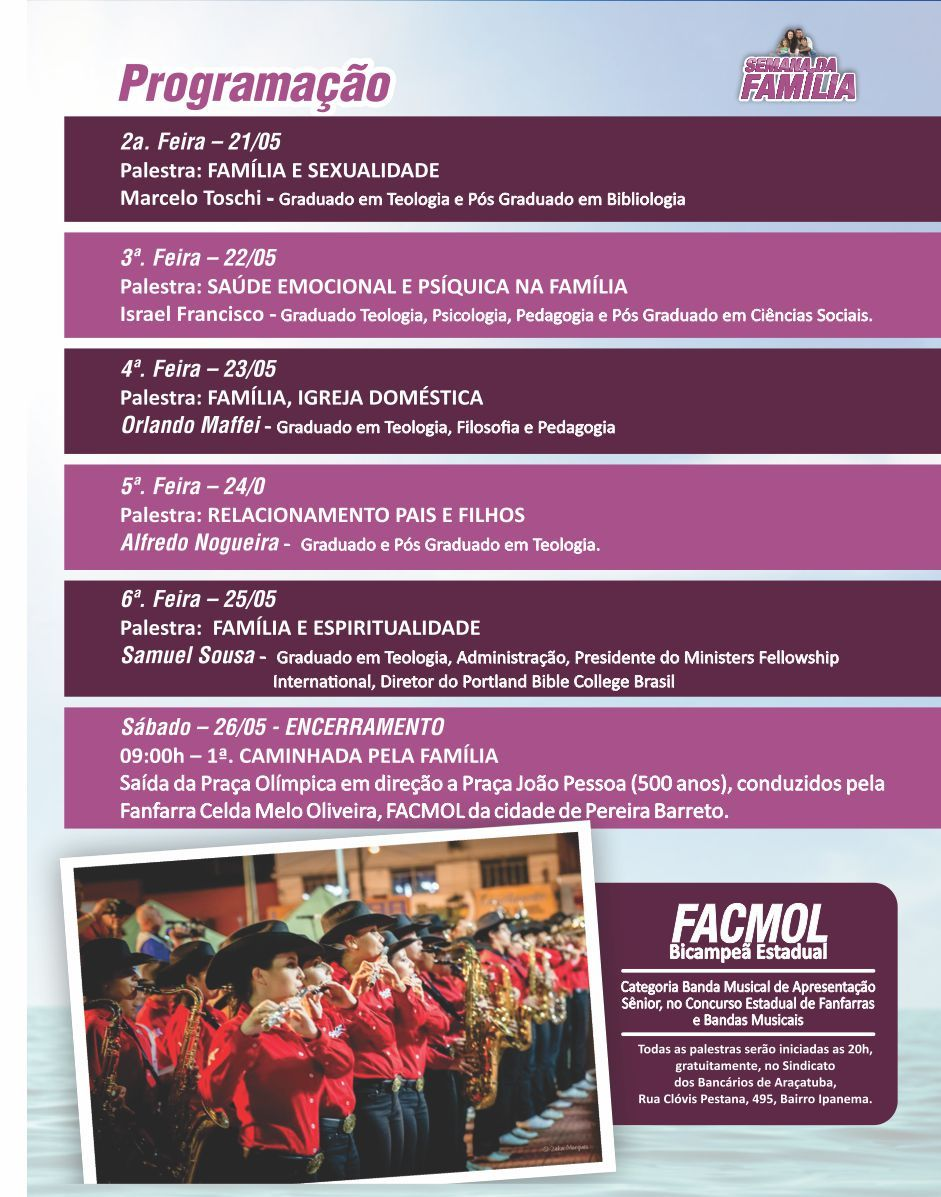 Programação
SEMANA DA
FAMÍLIA
2a. Feira – 21/05
Palestra: FAMÍLIA E SEXUALIDADE
Marcelo Toschi - Graduado em Teologia e Pós Graduado em Bibliologia
3ª. Feira – 22/05
Palestra: SAÚDE EMOCIONAL E PSÍQUICA NA FAMÍLIA
Israel Francisco - Graduado Teologia, Psicologia, Pedagogia e Pós Graduado em Ciências Sociais.
4ª. Feira – 23/05
Palestra: FAMÍLIA, IGREJA DOMÉSTICA
Orlando Maffei - Graduado em Teologia, Filosofia e Pedagogia
5ª. Feira – 24/0
Palestra: RELACIONAMENTO PAIS E FILHOS
Alfredo Nogueira - Graduado e Pós Graduado em Teologia.
6ª. Feira – 25/05
Palestra: FAMÍLIA E ESPIRITUALIDADE
Samuel Sousa - Graduado em Teologia, Administração, Presidente do Ministers Fellowship
International, Diretor do Portland Bible College Brasil
Sábado – 26/05 - ENCERRAMENTO
09:00h – 1ª. CAMINHADA PELA FAMÍLIA
Saída da Praça Olímpica em direção a Praça João Pessoa (500 anos), conduzidos pela
Fanfarra Celda Melo Oliveira, FACMOL da cidade de Pereira Barreto.
FACMOL
Bicampeã Estadual
Categoria Banda Musical de Apresentação
Sênior, no Concurso Estadual de Fanfarras
e Bandas Musicais
Todas as palestras serão iniciadas as 20h,
gratuitamente, no Sindicato
dos Bancários de Araçatuba,
Rua Clóvis Pestana, 495, Bairro Ipanema.